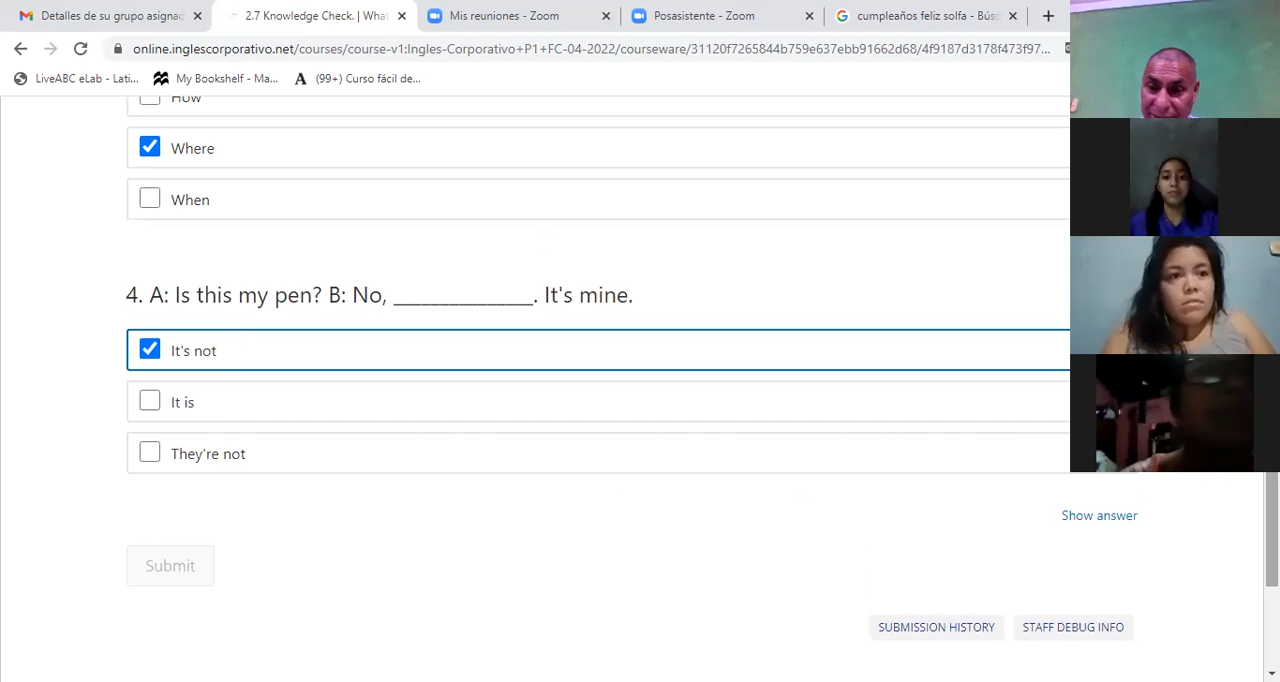 Detalles de su grupo asignad
2.7 Knowledge Check. | What
Mis reuniones - Zoom
Posasistente - Zoom
cumpleaños feliz solfa - Búsq
online.inglescorporativo.net/courses/course-v1:Ingles-Corporativo+P1+FC-04-2022/courseware/31120f7265844b759e637ebb91662d68/4f9187d3178f473f97...
LiveABC eLab - Lati...
My Bookshelf - Ma...
(99+) Curso fácil de...
How
Where
When
4. A: Is this my pen? B: No, _______________. It's mine.
It's not
It is
They're not
Show answer
Submit
SUBMISSION HISTORY
STAFF DEBUG INFO